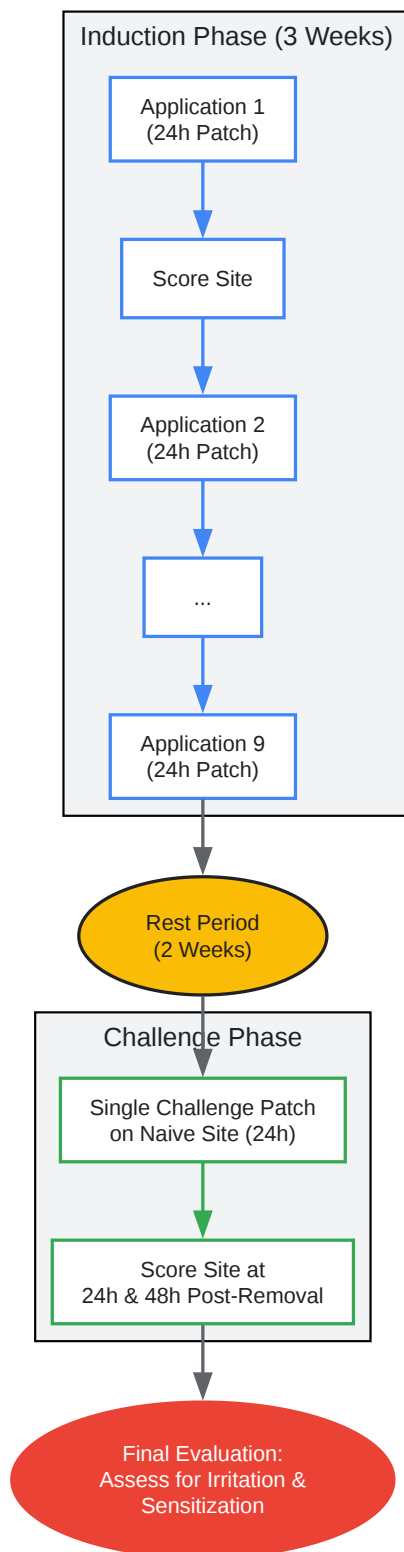 Induction Phase (3 Weeks)
Application 1
(24h Patch)
Score Site
Application 2
(24h Patch)
...
Application 9
(24h Patch)
Rest Period
(2 Weeks)
Challenge Phase
Single Challenge Patch
on Naive Site (24h)
Score Site at
24h & 48h Post-Removal
Final Evaluation:
Assess for Irritation &
Sensitization